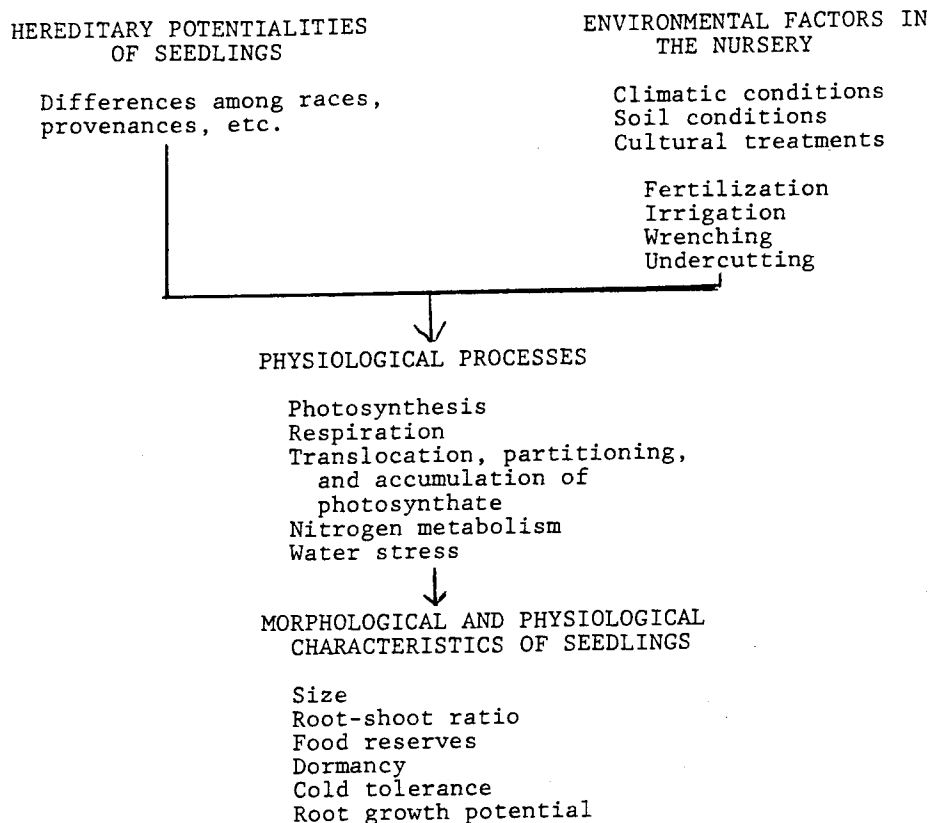 HEREDITARY POTENTIALITIES
OF SEEDLINGS
Differences among races,
provenances, etc.
ENVIRONMENTAL FACTORS IN
THE NURSERY
Climatic conditions
Soil conditions
Cultural treatments
Fertilization
Irrigation
Wrenching
Undercutting
PHYSIOLOGICAL PROCESSES
Photosynthesis
Respiration
Translocation, partitioning,
and accumulation of
photosynthate
Nitrogen metabolism
Water stress
MORPHOLOGICAL AND PHYSIOLOGICAL
CHARACTERISTICS OF SEEDLINGS
Size
Root-shoot ratio
Food reserves
Dormancy
Cold tolerance
Root growth potential